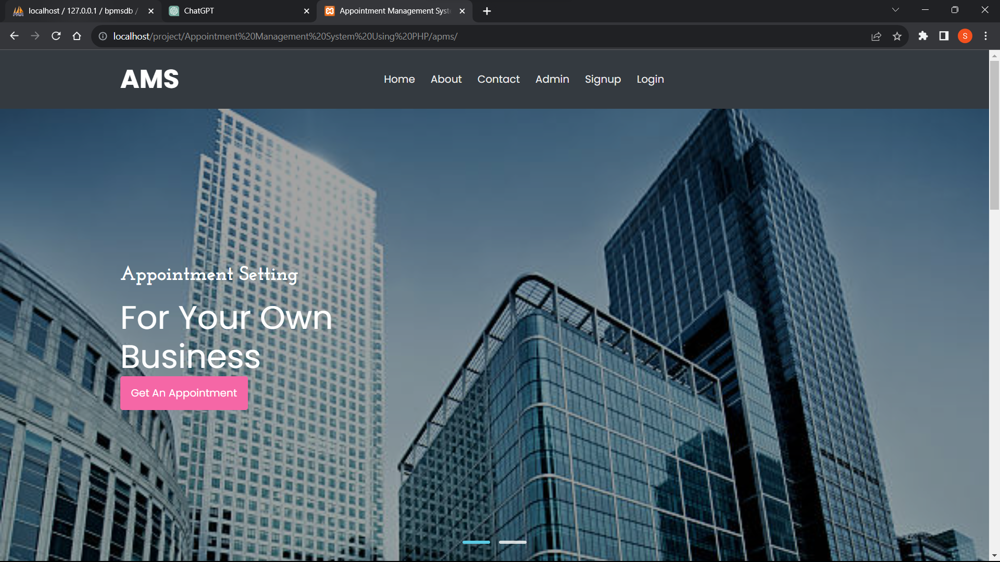 localhost / 127.0.0.1 / bpmsdb /
ChatGPT
Appointment Management Syst
localhost/project/Appointment%20Management%20System%20Using%20PHP/apms/
S
AMS
Home About Contact Admin Signup Login
Appointment Setting
For Your Own
Business
Get An Appointment